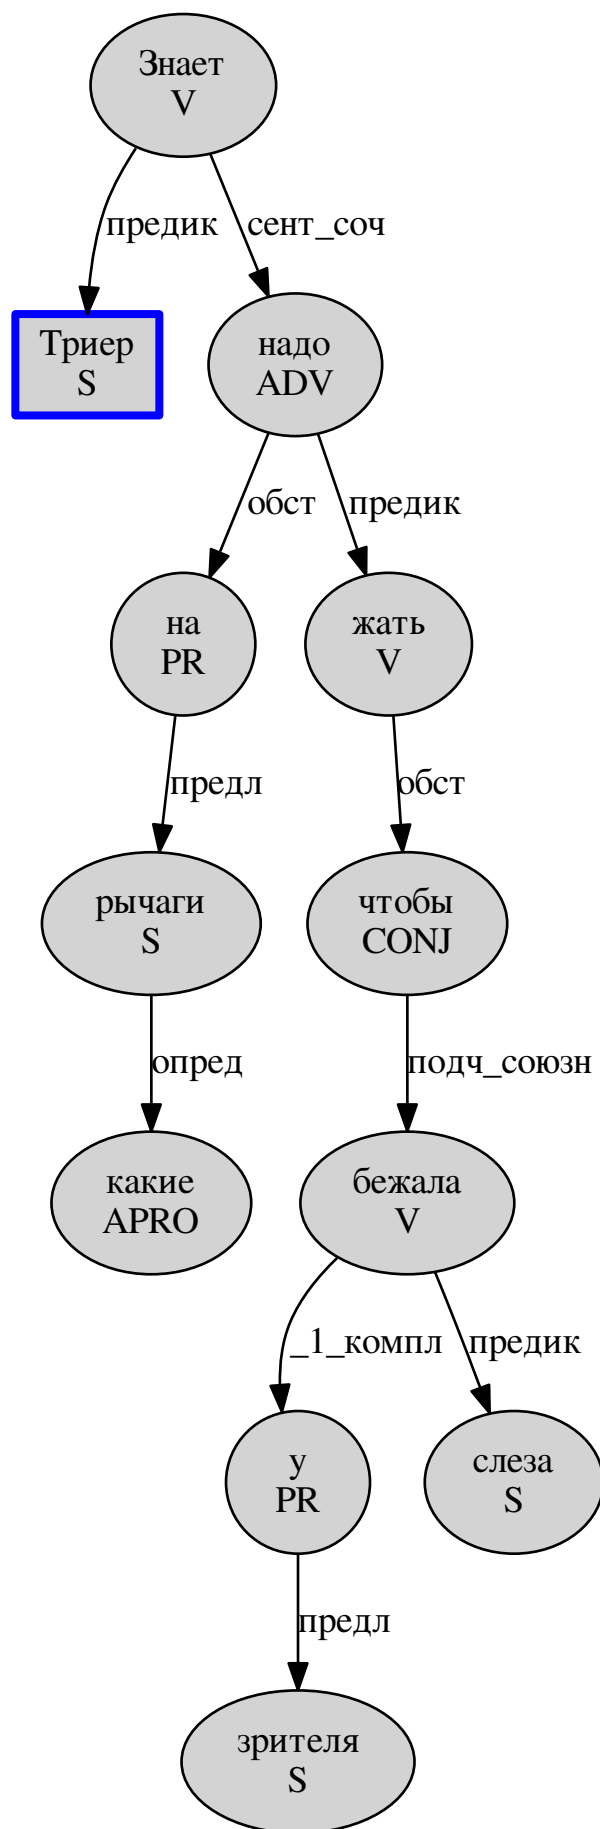 Знает
V
предик
сент_соч
Триер
S
надо
ADV
обст
предик
на
PR
жать
V
предл
обст
рычаги
S
чтобы
CONJ
опред
подч_союзн
какие
APRO
бежала
V
_1_компл
предик
у
PR
слеза
S
предл
зрителя
S